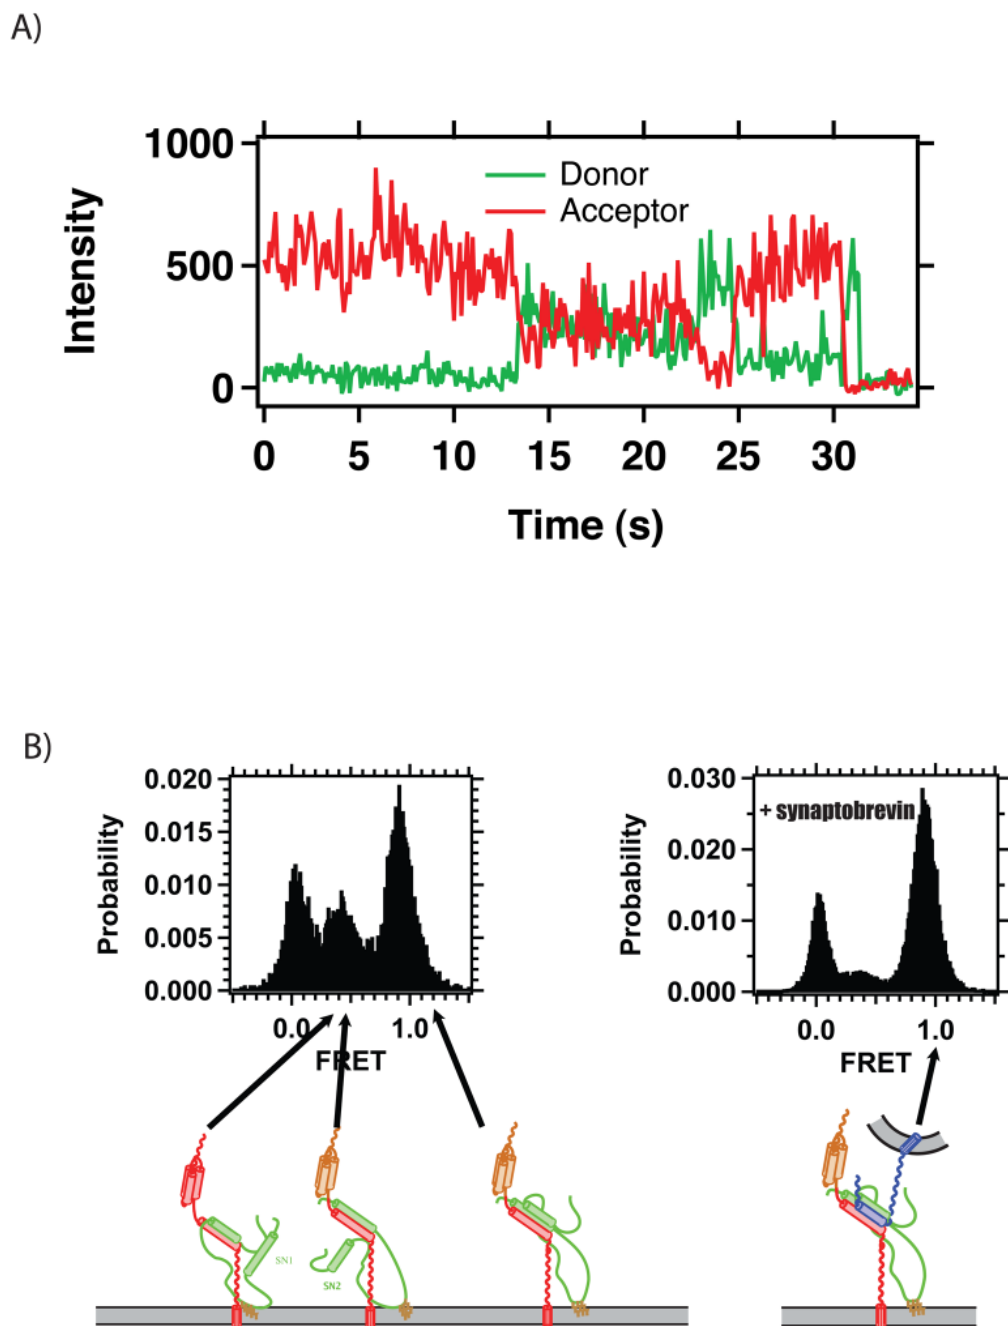 A)
1000
500
0
Intensity
Donor
Acceptor
0 5 10 15 20 25 30
Time (s)
B)
0.020
0.015
0.010
0.005
0.000
Probability
0.0 1.0
FRET
+ synaptobrevin
0.030
0.020
0.010
0.000
Probability
0.0 1.0
FRET
SN1
SN2